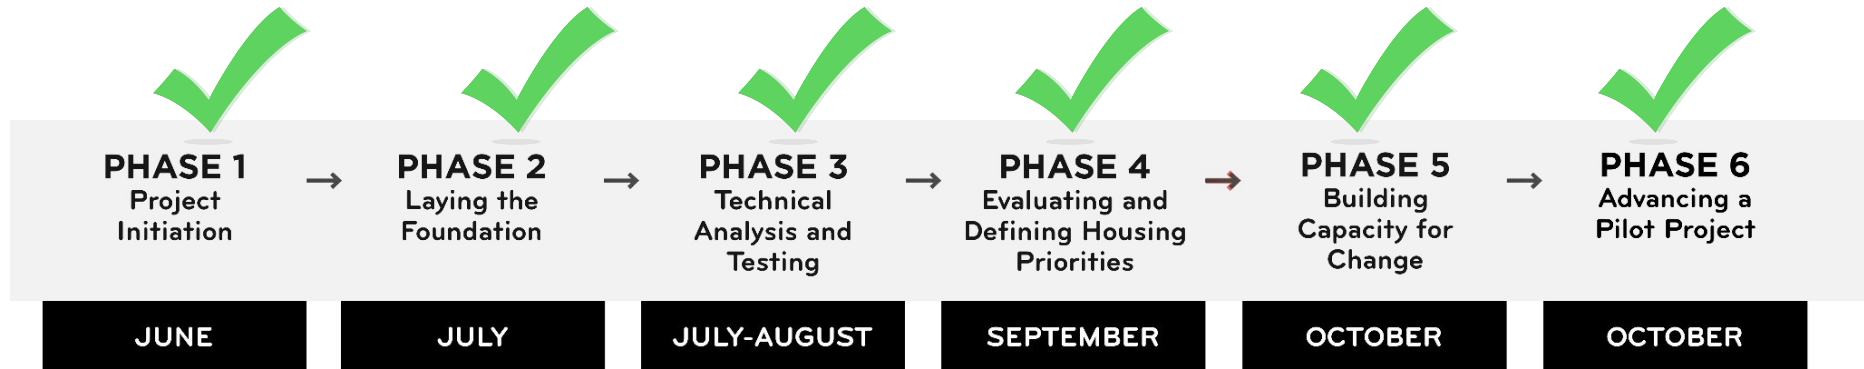 PHASE 1
Project
Initiation
JUNE
PHASE 2
Laying the
Foundation
JULY
PHASE 3
Technical
Analysis and
Testing
JULY-AUGUST
PHASE 4
Evaluating and
Defining Housing
Priorities
SEPTEMBER
PHASE 5
Building
Capacity for
Change
OCTOBER
PHASE 6
Advancing a
Pilot Project
OCTOBER